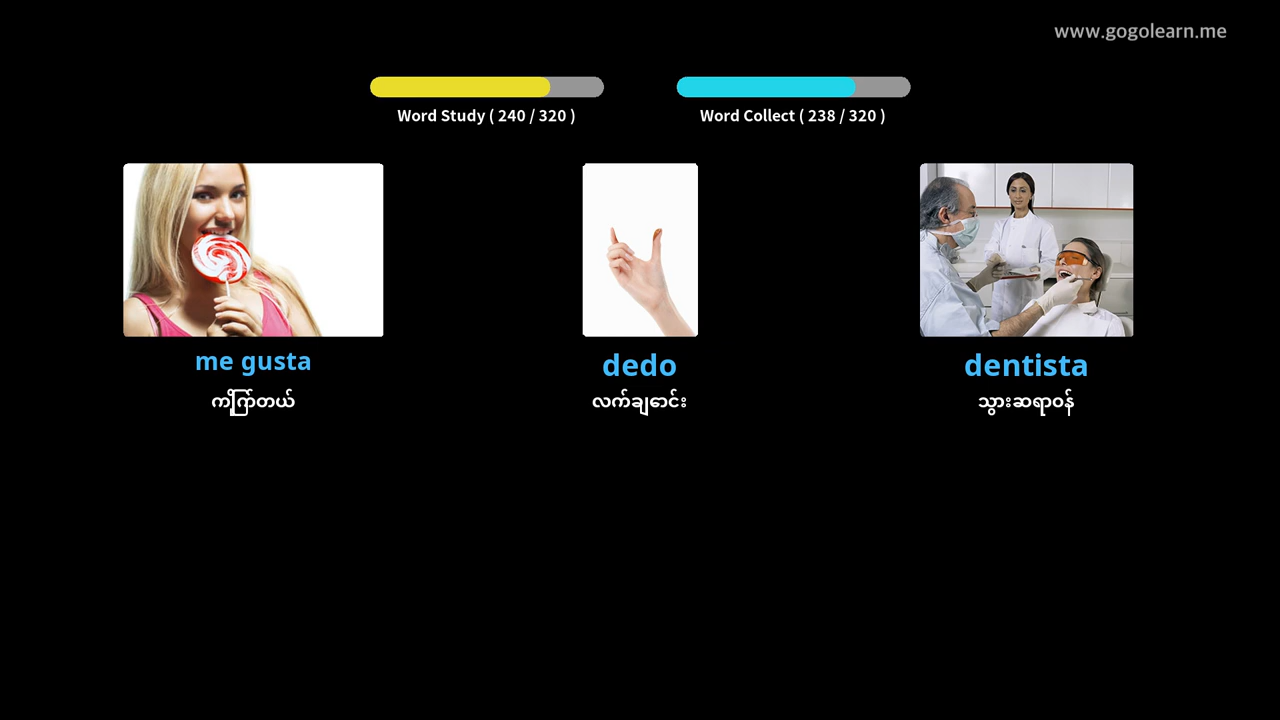 www.gogolearn.me
Word Study ( 240 / 320 )
Word Collect ( 238 / 320 )
me gusta
dedo
dentista
ကြိုက်တယ်
လက်ချောင်း
သွားဆရာဝန်